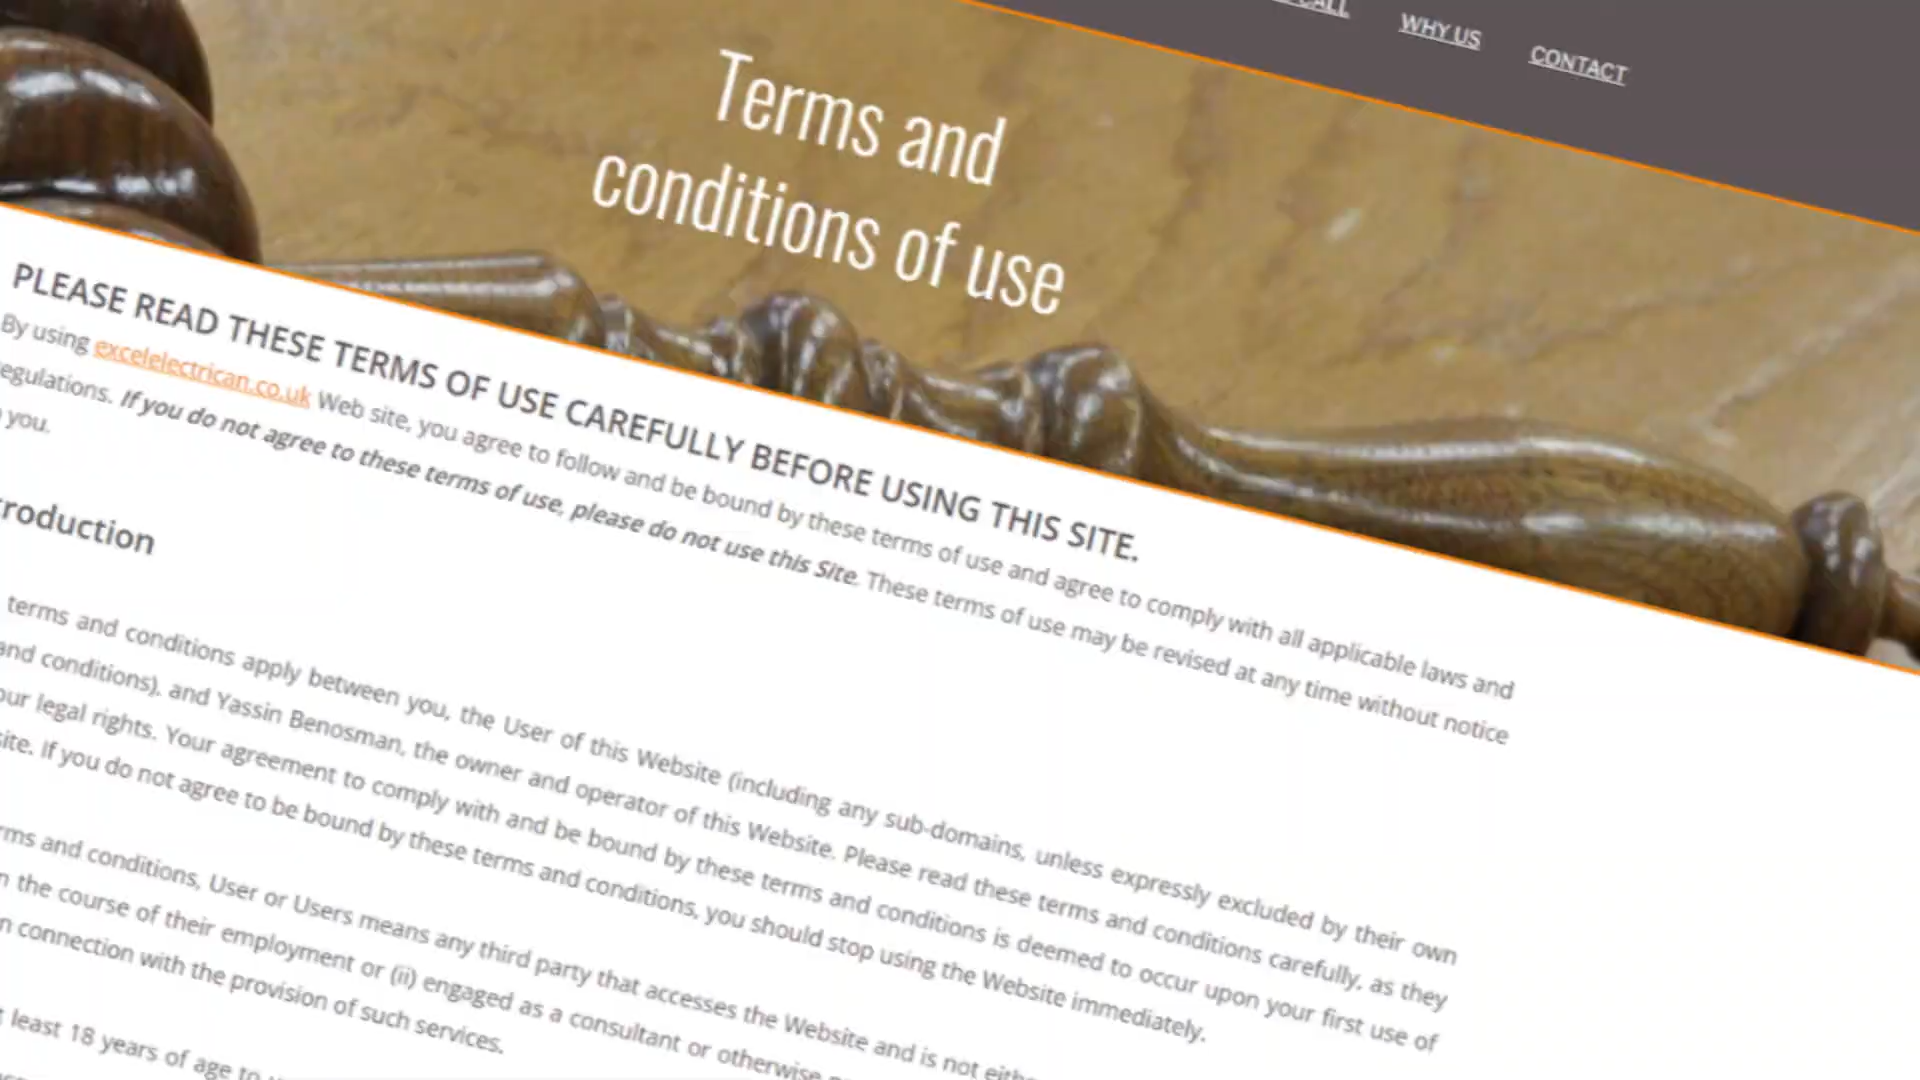 CALL
WHY US
CONTACT
Terms and
conditions of use
PLEASE READ THESE TERMS OF USE CAREFULLY BEFORE USING THIS SITE.
By using excelelectrican.co.uk Web site, you agree to follow and be bound by these terms of use and agree to comply with all applicable laws and
egulations. If you do not agree to these terms of use, please do not use this Site. These terms of use may be revised at any time without notice
you.
roduction
terms and conditions apply between you, the User of this Website (including any sub-domains, unless expressly excluded by their own
and conditions), and Yassin Benosman, the owner and operator of this Website. Please read these terms and conditions carefully, as they
our legal rights. Your agreement to comply with and be bound by these terms and conditions is deemed to occur upon your first use of
site. If you do not agree to be bound by these terms and conditions, you should stop using the Website immediately.
rms and conditions, User or Users means any third party that accesses the Website and is not
n the course of their employment or (ii) engaged as a consultant or otherwise
n connection with the provision of such services.
least 18 years of age to